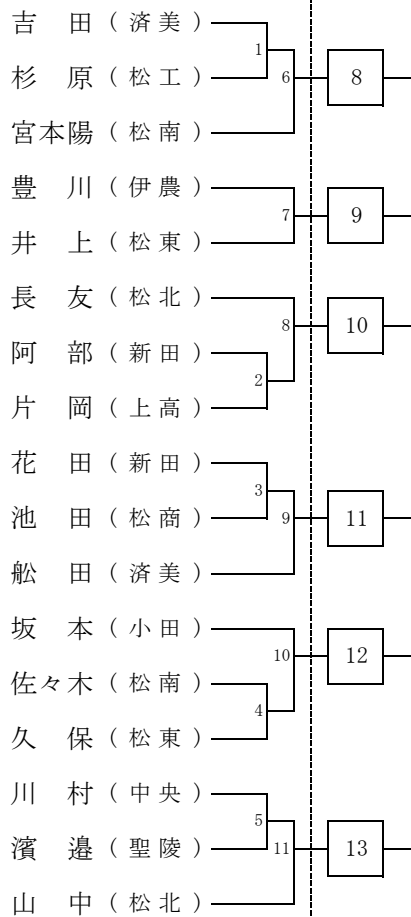 吉 田 ( 済 美 )
1
杉 原 ( 松 工 )
6
8
宮本陽 ( 松 南 )
豊 川 ( 伊 農 )
7
9
井 上 ( 松 東 )
長 友 ( 松 北 )
8
10
阿 部 ( 新 田 )
2
片 岡 ( 上 高 )
花 田 ( 新 田 )
3
池 田 ( 松 商 )
9
11
舩 田 ( 済 美 )
坂 本 ( 小 田 )
10
12
佐々木 ( 松 南 )
4
久 保 ( 松 東 )
川 村 ( 中 央 )
5
濱 邉 ( 聖 陵 )
11
13
山 中 ( 松 北 )